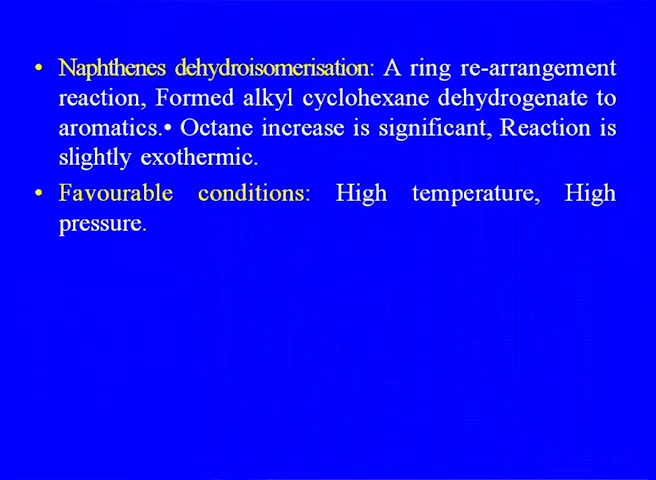 • Naphthenes dehydroisomerisation: A ring re-arrangement
reaction, Formed alkyl cyclohexane dehydrogenate to
aromatics.• Octane increase is significant, Reaction is
slightly exothermic.
• Favourable conditions: High temperature, High
pressure.